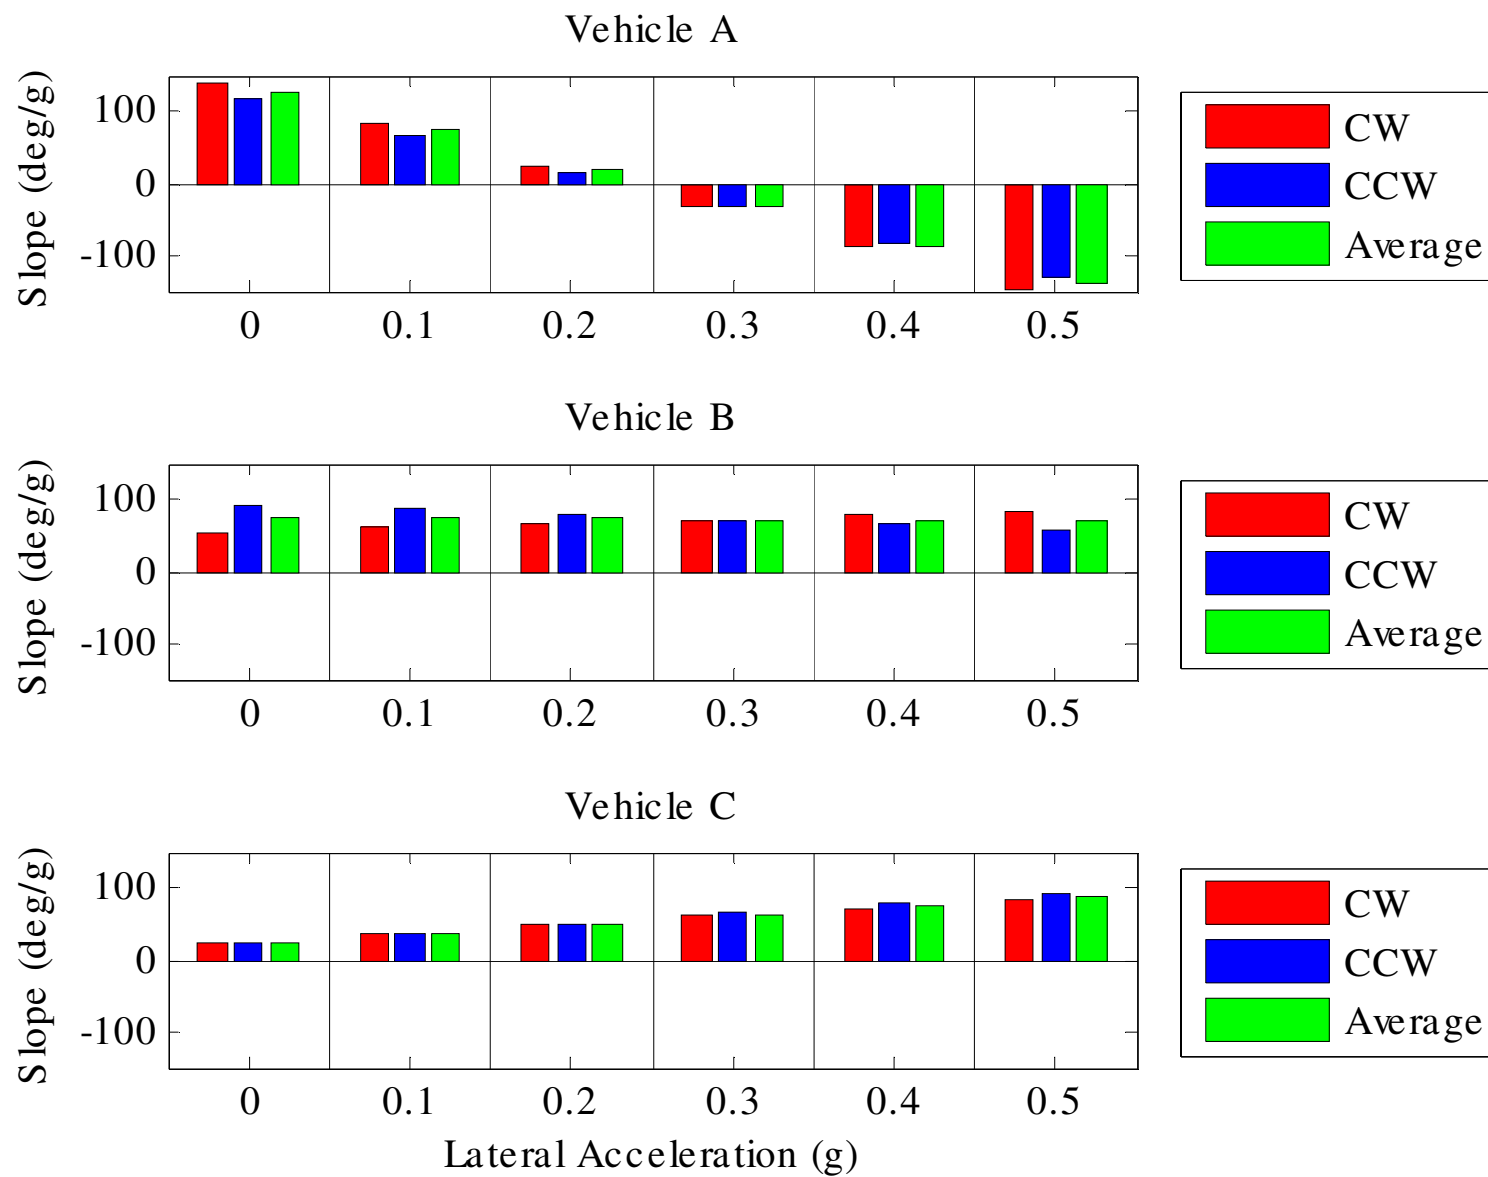 Vehicle A
Slope (deg/g)
100
0
-100
0 0.1 0.2 0.3 0.4 0.5
CW
CCW
Average
Vehicle B
Slope (deg/g)
100
0
-100
0 0.1 0.2 0.3 0.4 0.5
CW
CCW
Average
Vehicle C
Slope (deg/g)
100
0
-100
0 0.1 0.2 0.3 0.4 0.5
Lateral Acceleration (g)
CW
CCW
Average